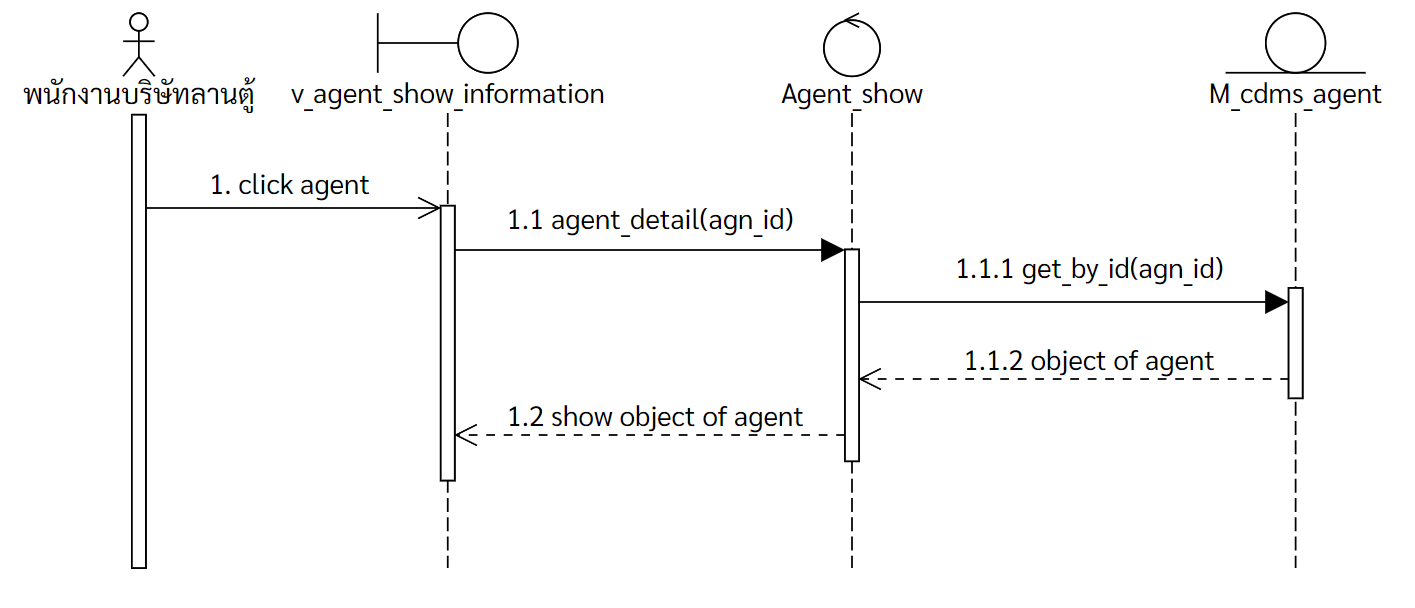 พนักงานบริษัทลานตู้
v_agent_show_information
Agent_show
M_cdms_agent
1. click agent
1.1 agent_detail(agn_id)
1.1.1 get_by_id(agn_id)
1.1.2 object of agent
1.2 show object of agent